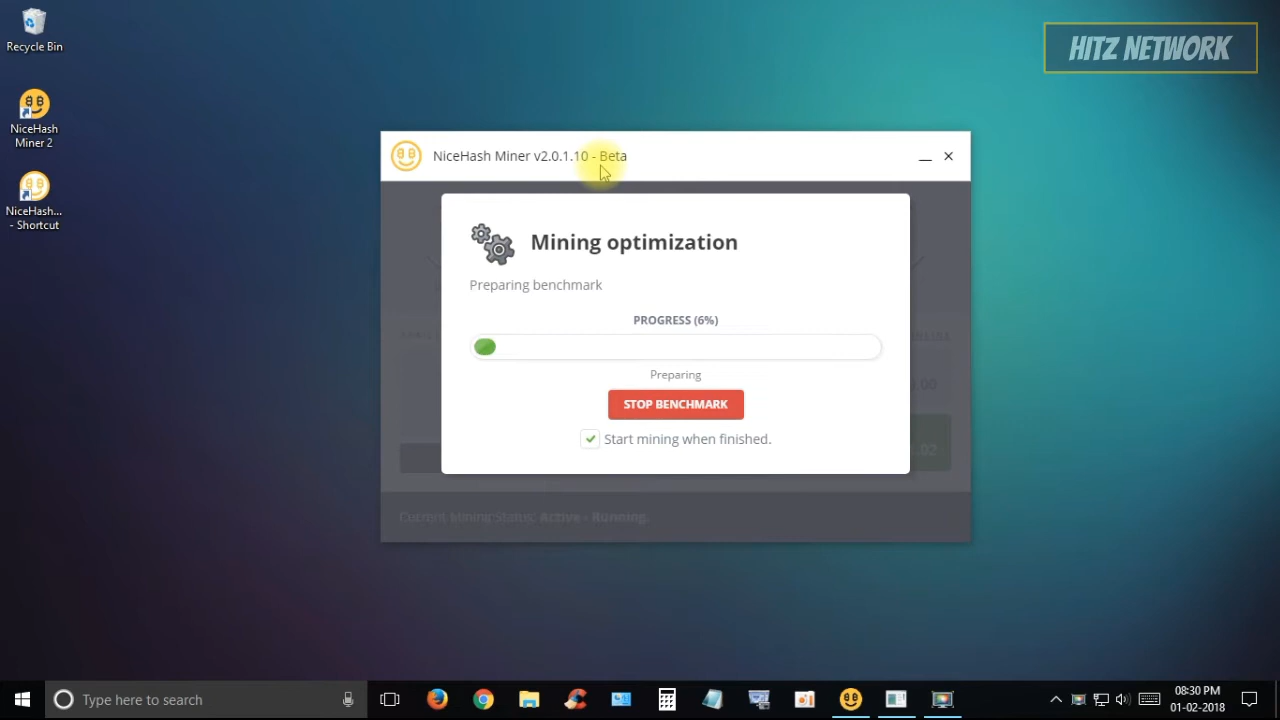 Recycle Bin
HITZ NETWORK
NiceHash
Miner 2
NiceHash...
- Shortcut
NiceHash Miner v2.0.1.10 - Beta
Mining optimization
Preparing benchmark
PROGRESS (6%)
Preparing
STOP BENCHMARK
Start mining when finished.
Current Mining Status: Active - Running.
Type here to search
08:30 PM
01-02-2018